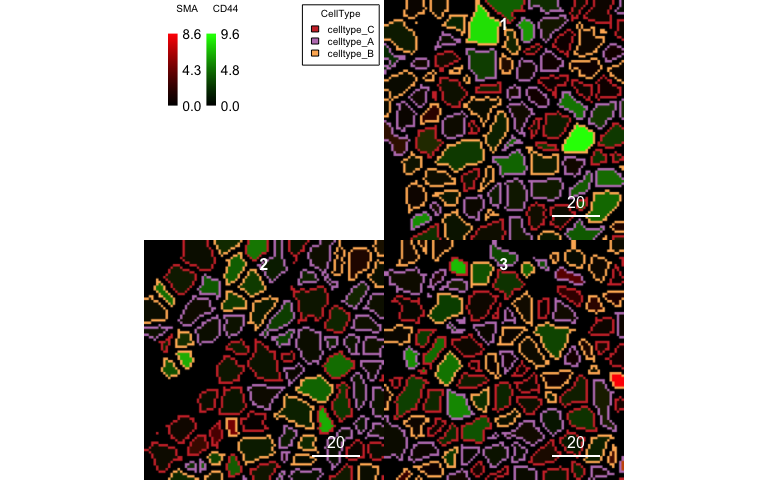 SMA CD44
8.6 9.6
4.3 4.8
0.0 0.0
CellType
celltype_C
celltype_A
celltype_B
1
20
2
20
3
20